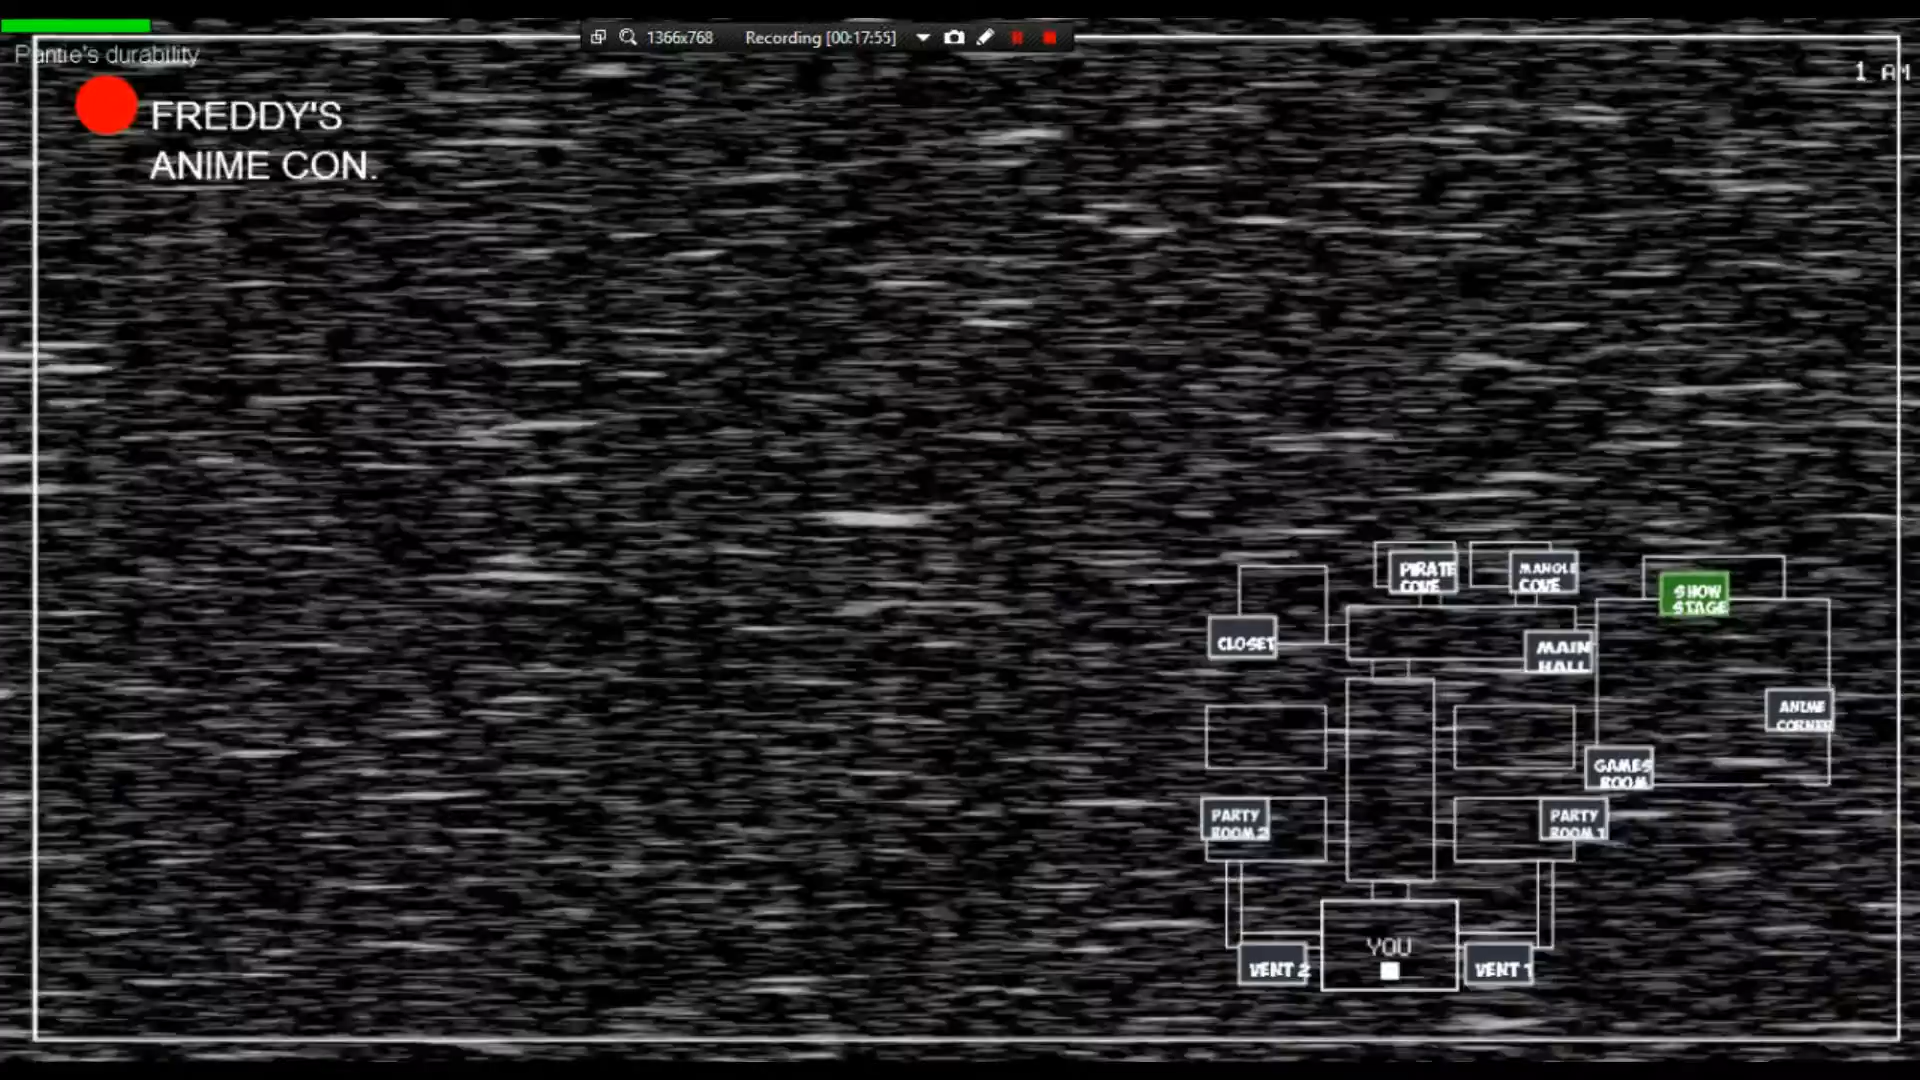 1366x768 Recording [00:17:55]
Pantie's durability
1 AM
FREDDY'S
ANIME CON.
PIRATE
COVE
MANGLE
COVE
SHOW
STAGE
CLOSET
MAIN
HALL
ANIME
CORNER
GAMES
ROOM
PARTY
ROOM 2
PARTY
ROOM 1
YOU
VENT 2
VENT 1